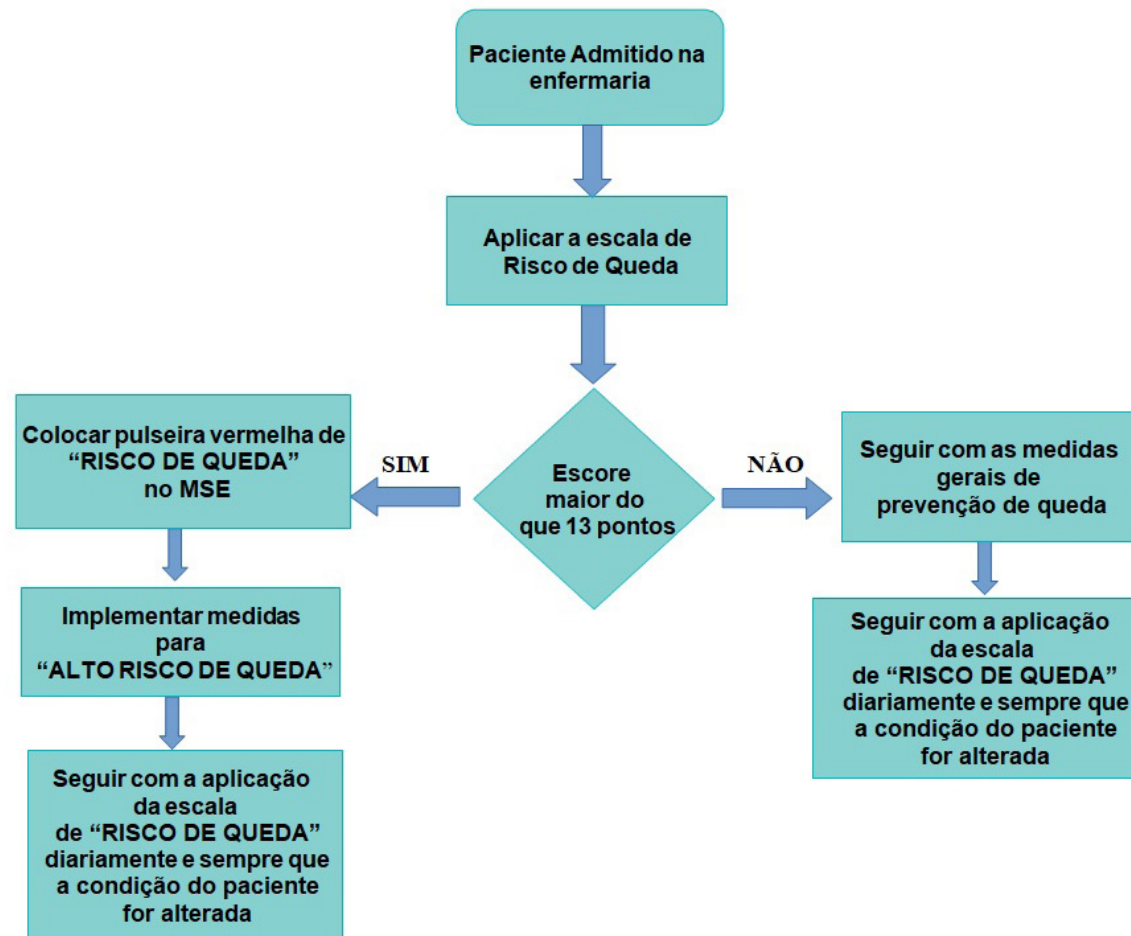 Paciente Admitido na
enfermaria
Aplicar a escala de
Risco de Queda
Escore
maior do
que 13 pontos
SIM
Colocar pulseira vermelha de
“RISCO DE QUEDA”
no MSE
Implementar medidas
para
“ALTO RISCO DE QUEDA”
Seguir com a aplicação
da escala
de “RISCO DE QUEDA”
diariamente e sempre que
a condição do paciente
for alterada
NÃO
Seguir com as medidas
gerais de
prevenção de queda
Seguir com a aplicação
da escala
de “RISCO DE QUEDA”
diariamente e sempre que
a condição do paciente
for alterada